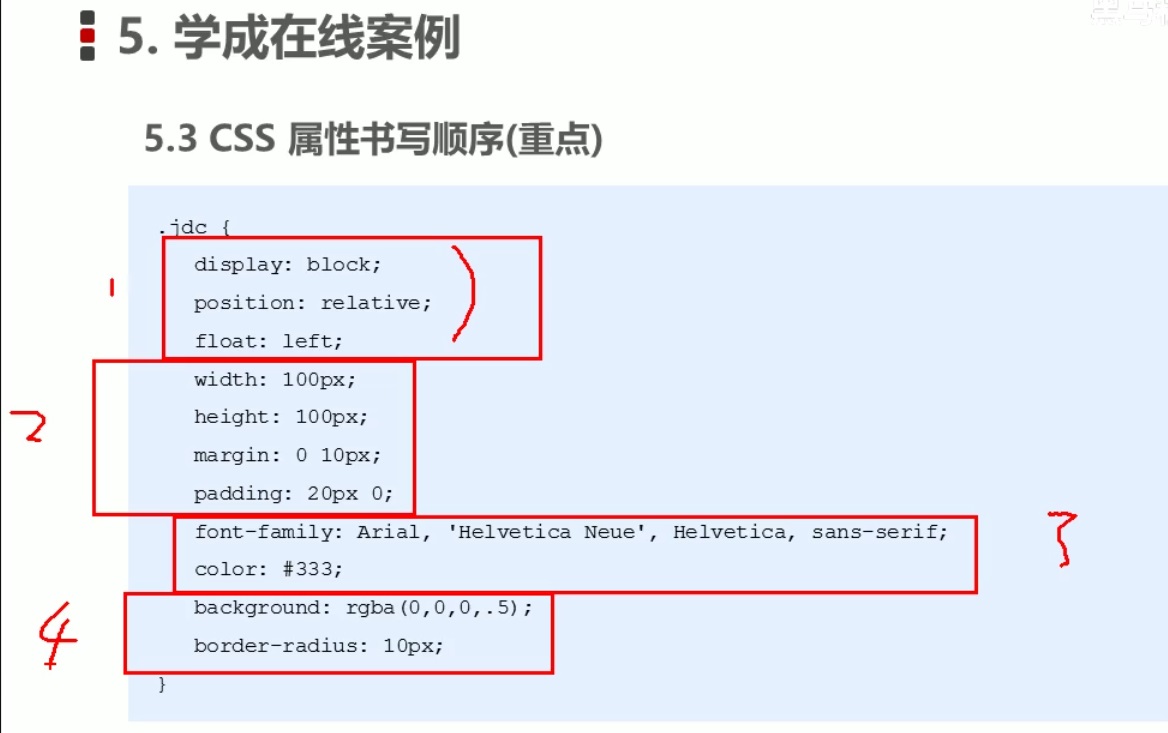 5. 学成在线案例
5.3 CSS 属性书写顺序(重点)
.jdc {
display: block;
position: relative;
1
float: left;
width: 100px;
height: 100px;
2
margin: 0 10px;
padding: 20px 0;
font-family: Arial, 'Helvetica Neue', Helvetica, sans-serif;
3
color: #333;
background: rgba(0,0,0,.5);
4
border-radius: 10px;
}